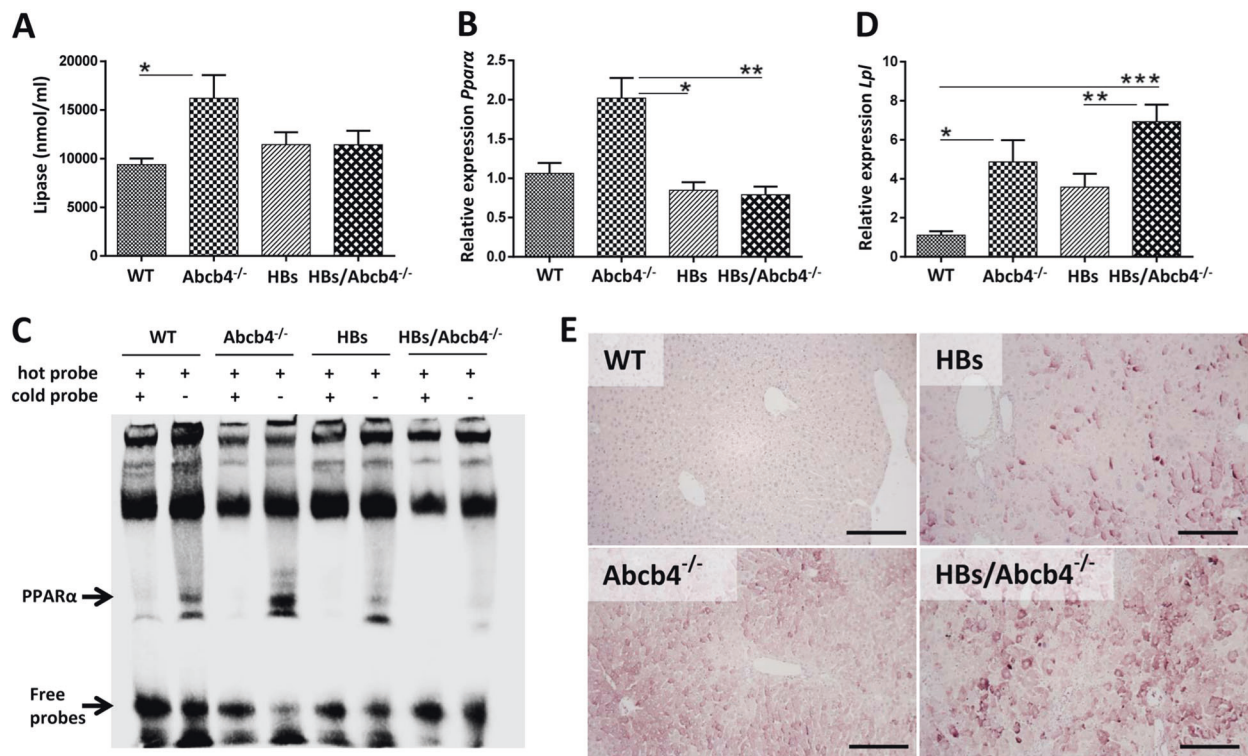 A
Lipase (nmol/ml)
20000
15000
10000
5000
0
*
WT
Abcb4-/-
HBs
HBs/Abcb4-/-
B
Relative expression Pparα
2.5
2.0
1.5
1.0
0.5
0.0
**
*
WT
Abcb4-/-
HBs
HBs/Abcb4-/-
D
Relative expression Lpl
8
6
4
2
0
***
**
*
WT
Abcb4-/-
HBs
HBs/Abcb4-/-
C
WT Abcb4-/- HBs HBs/Abcb4-/-
hot probe + + + + + + + +
cold probe + - + - + - + -
PPARα
Free
probes
E
WT
HBs
Abcb4-/-
HBs/Abcb4-/-